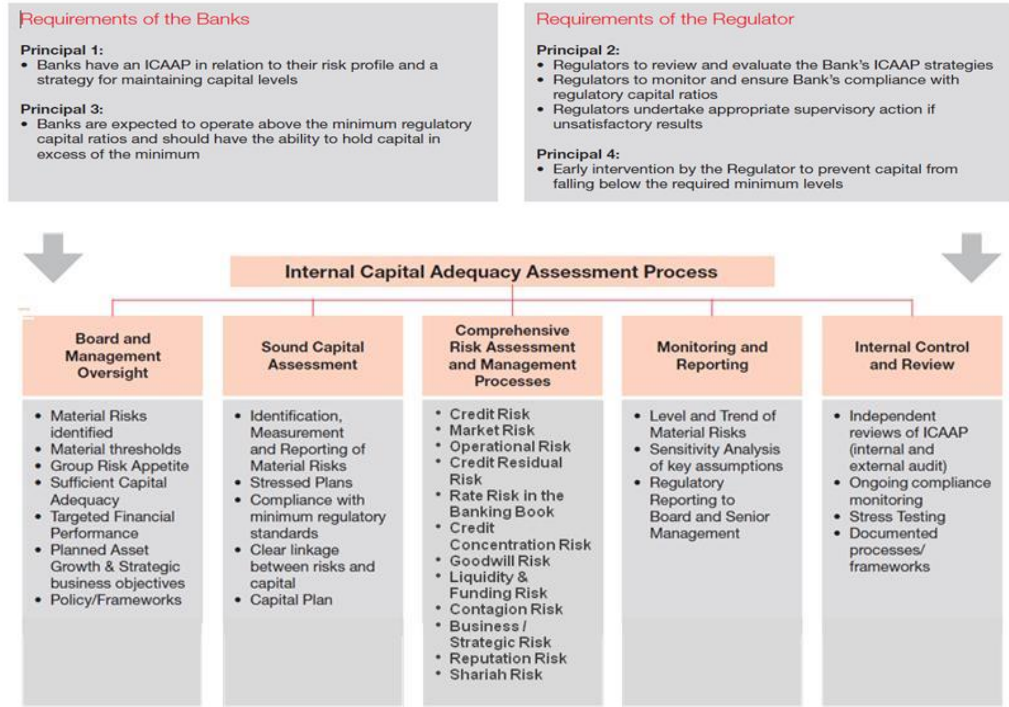 Requirements of the Banks
Principal 1:
• Banks have an ICAAP in relation to their risk profile and a
strategy for maintaining capital levels
Principal 3:
• Banks are expected to operate above the minimum regulatory
capital ratios and should have the ability to hold capital in
excess of the minimum
Requirements of the Regulator
Principal 2:
• Regulators to review and evaluate the Bank's ICAAP strategies
• Regulators to monitor and ensure Bank's compliance with
regulatory capital ratios
• Regulators undertake appropriate supervisory action if
unsatisfactory results
Principal 4:
• Early intervention by the Regulator to prevent capital from
falling below the required minimum levels
Internal Capital Adequacy Assessment Process
Board and
Management
Oversight
• Material Risks
identified
• Material thresholds
• Group Risk Appetite
• Sufficient Capital
Adequacy
• Targeted Financial
Performance
• Planned Asset
Growth & Strategic
business objectives
• Policy/Frameworks
Sound Capital
Assessment
• Identification,
Measurement
and Reporting of
Material Risks
• Stressed Plans
• Compliance with
minimum regulatory
standards
• Clear linkage
between risks and
capital
• Capital Plan
Comprehensive
Risk Assessment
and Management
Processes
• Credit Risk
• Market Risk
• Operational Risk
• Credit Residual
Risk
• Rate Risk in the
Banking Book
• Credit
Concentration Risk
• Goodwill Risk
• Liquidity &
Funding Risk
• Contagion Risk
• Business /
Strategic Risk
• Reputation Risk
• Shariah Risk
Monitoring and
Reporting
• Level and Trend of
Material Risks
• Sensitivity Analysis
of key assumptions
• Regulatory
Reporting to
Board and Senior
Management
Internal Control
and Review
• Independent
reviews of ICAAP
(internal and
external audit)
• Ongoing compliance
monitoring
• Stress Testing
• Documented
processes/
frameworks